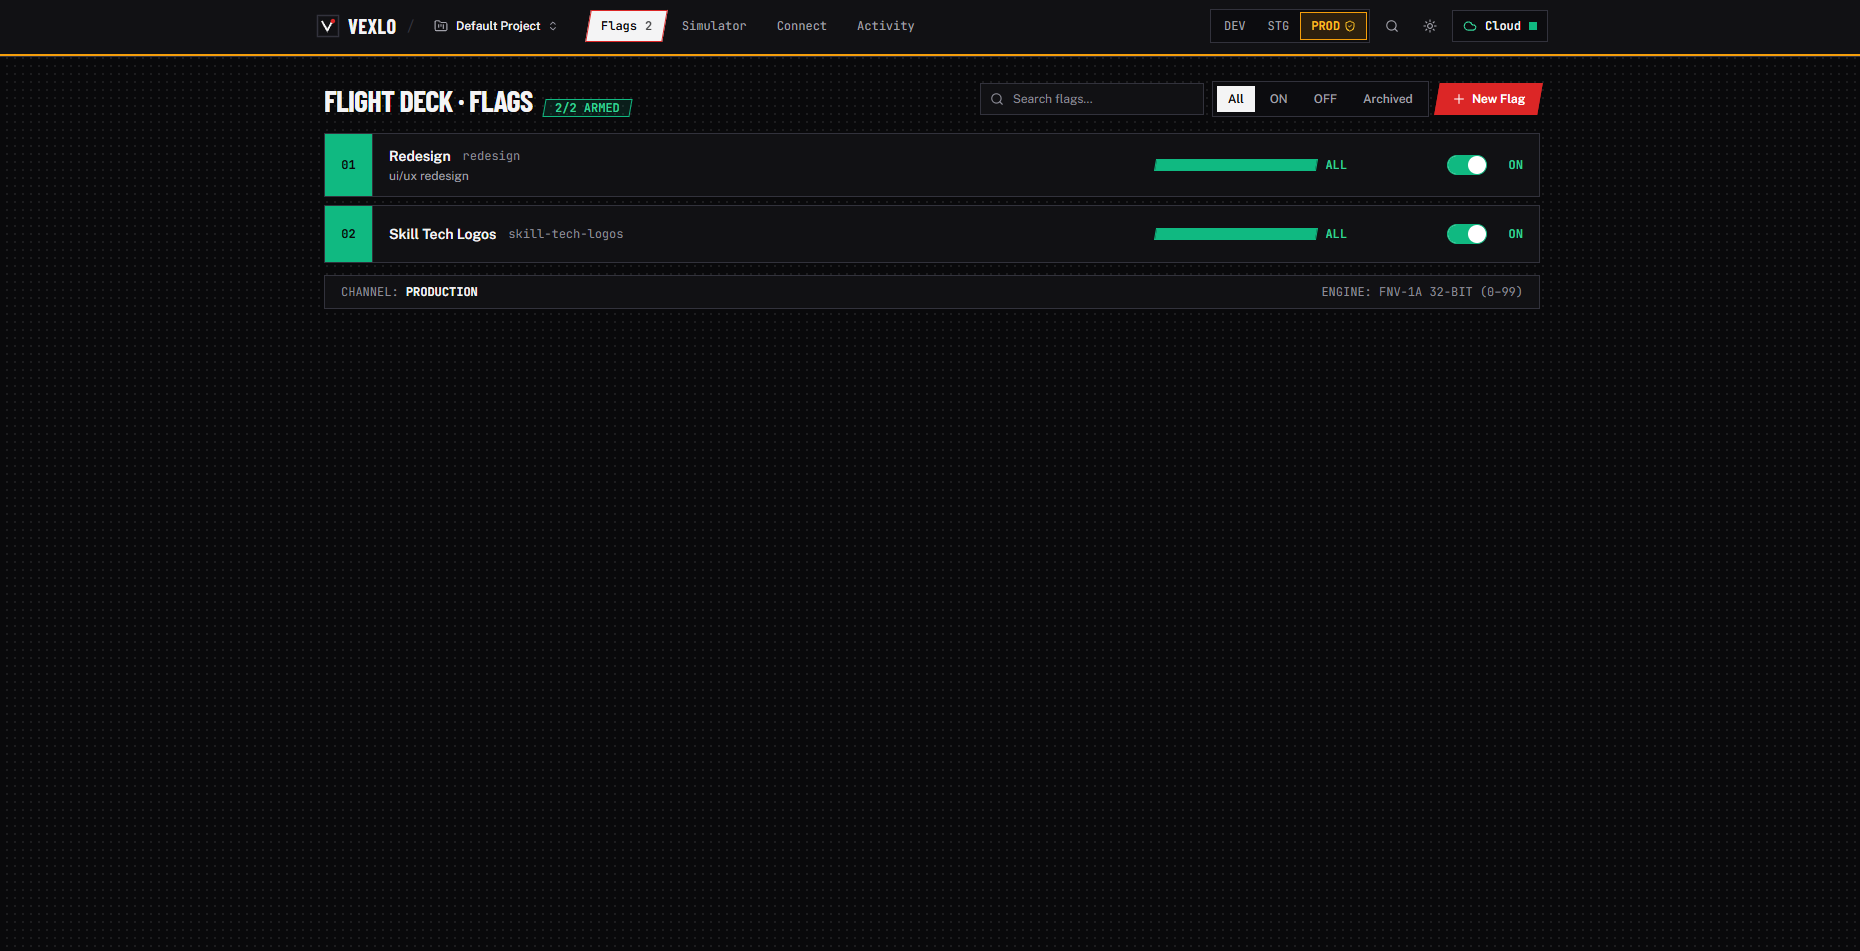 VEXLO / Default Project Flags 2 Simulator Connect Activity DEV STG PROD Cloud
FLIGHT DECK · FLAGS 2/2 ARMED Search flags... All ON OFF Archived + New Flag
01 Redesign redesign ALL ON
ui/ux redesign
02 Skill Tech Logos skill-tech-logos ALL ON
CHANNEL: PRODUCTION ENGINE: FNV-1A 32-BIT (0–99)